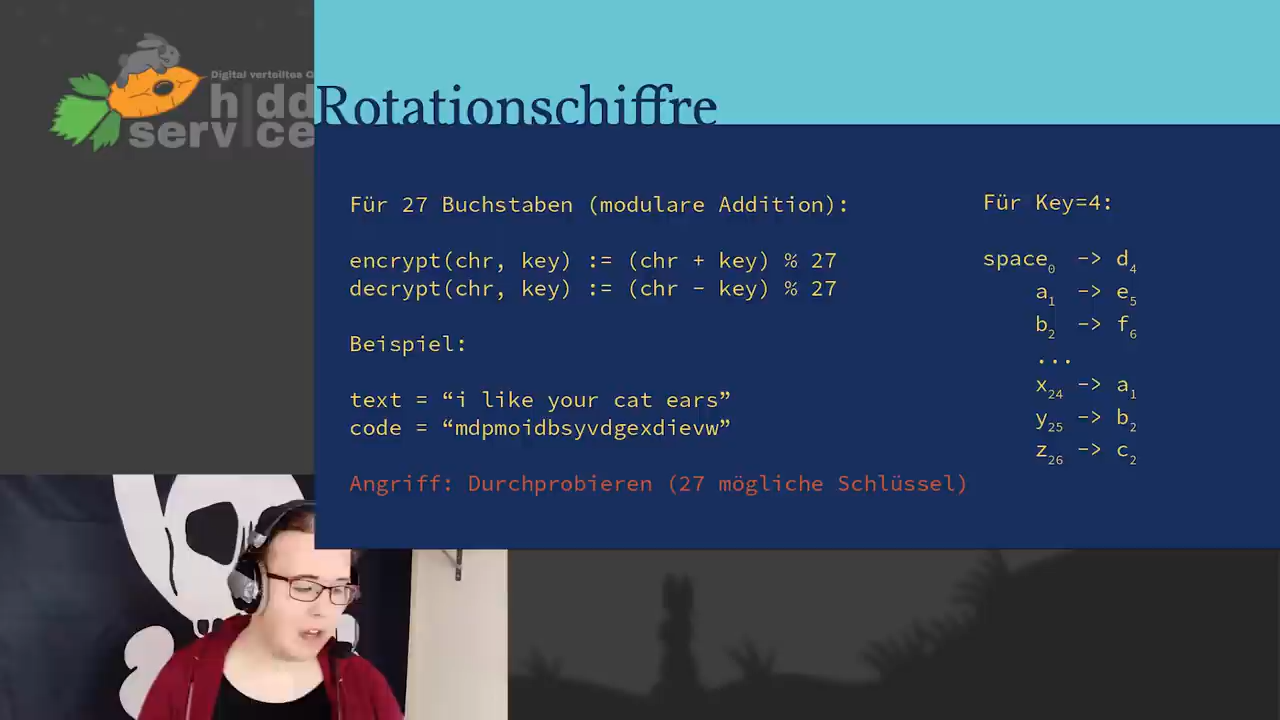 Digital verteiltes O
h|dd
serv|ce
Rotationschiffre
Für 27 Buchstaben (modulare Addition):
encrypt(chr, key) := (chr + key) % 27
decrypt(chr, key) := (chr - key) % 27
Beispiel:
text = “i like your cat ears”
code = “mdpmoidbsyvdgexdievw”
Angriff: Durchprobieren (27 mögliche Schlüssel)
Für Key=4:
space₀ -> d₄
a₁ -> e₅
b₂ -> f₆
...
x₂₄ -> a₁
y₂₅ -> b₂
z₂₆ -> c₂